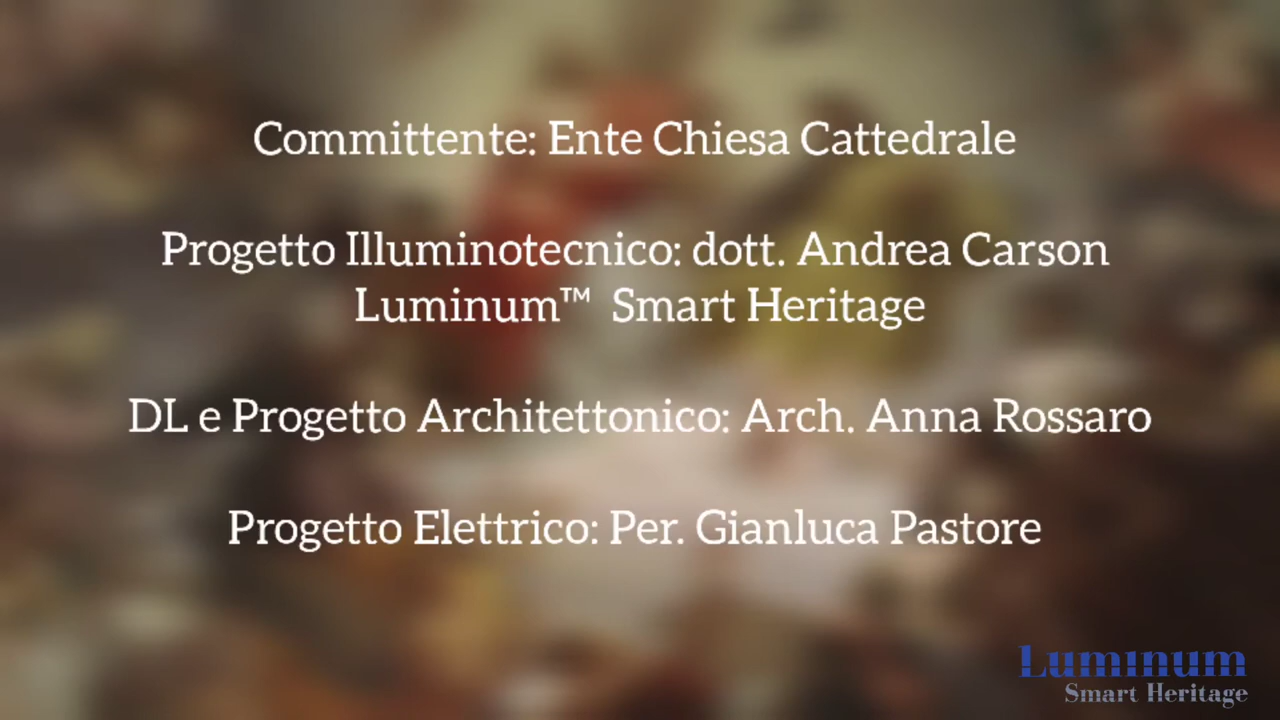 Committente: Ente Chiesa Cattedrale
Progetto Illuminotecnico: dott. Andrea Carson
Luminum™ Smart Heritage
DL e Progetto Architettonico: Arch. Anna Rossaro
Progetto Elettrico: Per. Gianluca Pastore
Luminum
Smart Heritage